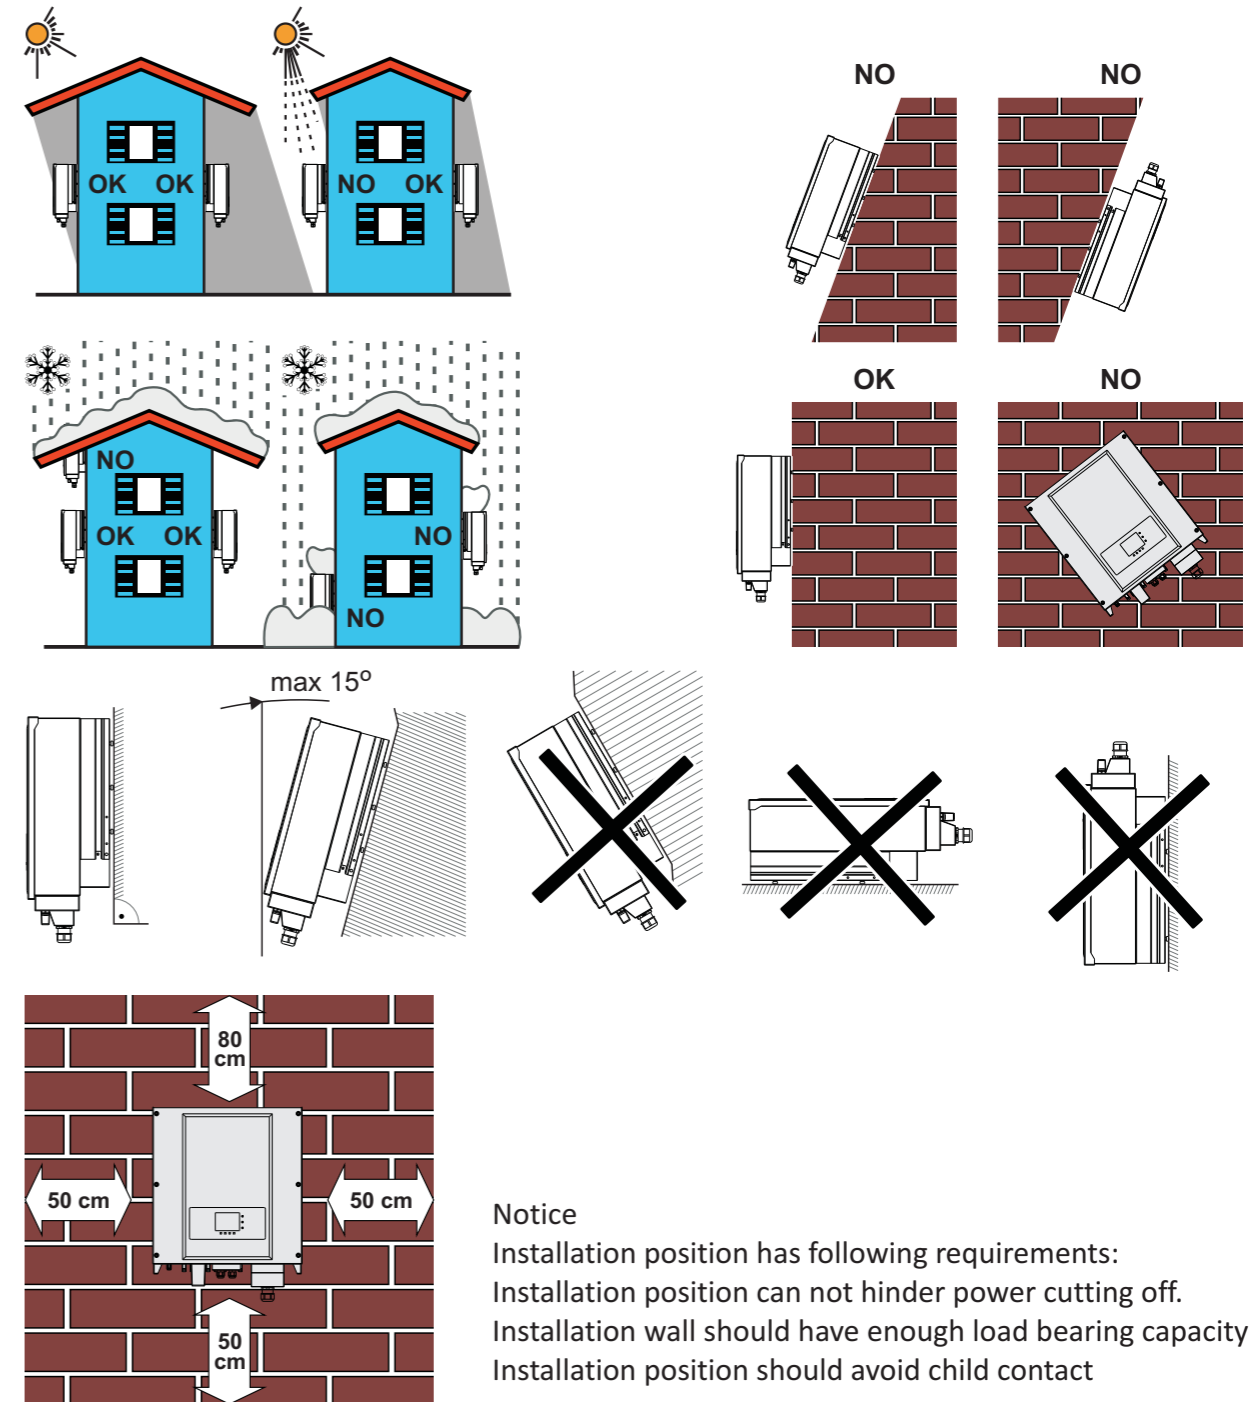 NO NO
OK OK NO OK
NO
OK OK
NO
NO
OK NO
max 15º
80
cm
50 cm 50 cm
50
cm
Notice
Installation position has following requirements:
Installation position can not hinder power cutting off.
Installation wall should have enough load bearing capacity
Installation position should avoid child contact